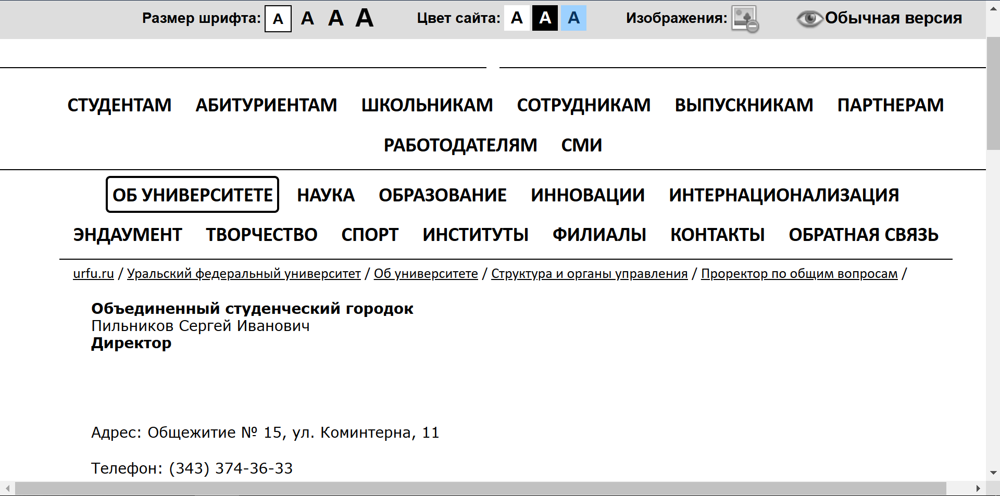 Размер шрифта: А А А А Цвет сайта: А А А Изображения: Обычная версия
СТУДЕНТАМ АБИТУРИЕНТАМ ШКОЛЬНИКАМ СОТРУДНИКАМ ВЫПУСКНИКАМ ПАРТНЕРАМ
РАБОТОДАТЕЛЯМ СМИ
ОБ УНИВЕРСИТЕТЕ НАУКА ОБРАЗОВАНИЕ ИННОВАЦИИ ИНТЕРНАЦИОНАЛИЗАЦИЯ
ЭНДАУМЕНТ ТВОРЧЕСТВО СПОРТ ИНСТИТУТЫ ФИЛИАЛЫ КОНТАКТЫ ОБРАТНАЯ СВЯЗЬ
urfu.ru / Уральский федеральный университет / Об университете / Структура и органы управления / Проректор по общим вопросам /
Объединенный студенческий городок
Пильников Сергей Иванович
Директор
Адрес: Общежитие № 15, ул. Коминтерна, 11
Телефон: (343) 374-36-33